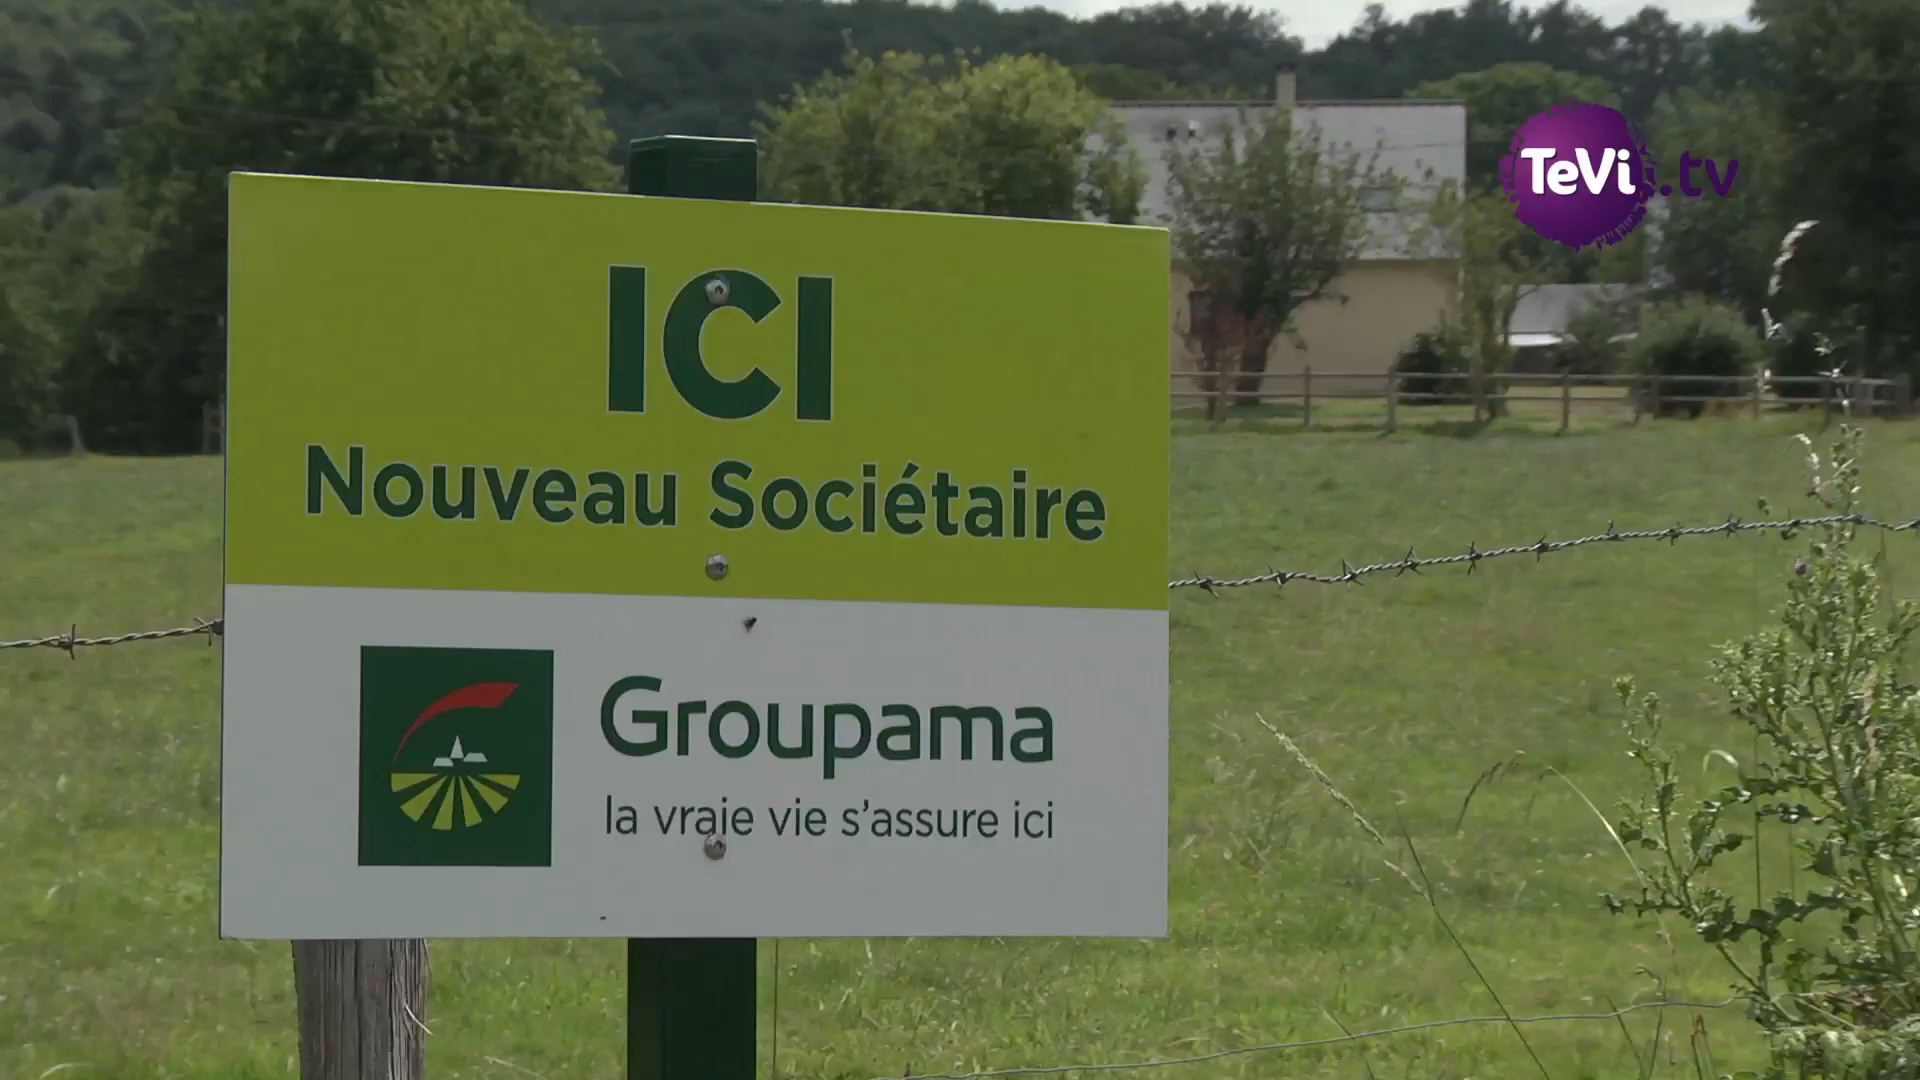 TeVi.tv
ICI
Nouveau Sociétaire
Groupama
la vraie vie s'assure ici